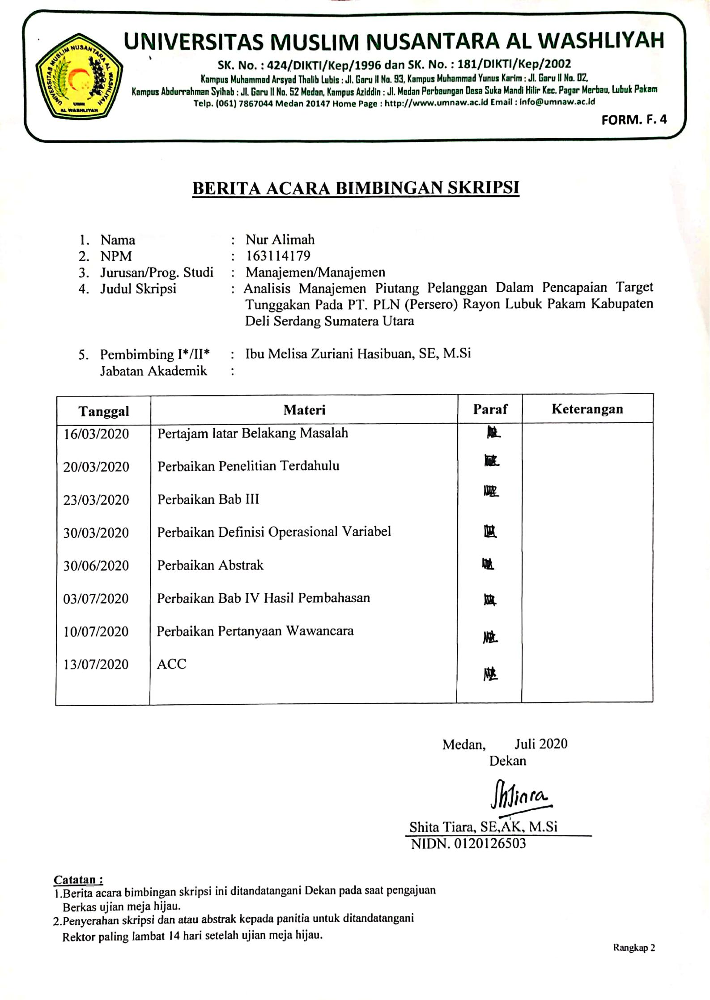 UNIVERSITAS MUSLIM NUSANTARA AL WASHLIYAH
UMN
AL WASHLIYAH
UNIVERSITAS MUSLIM NUSANTARA AL WASHLIYAH
SK. No. : 424/DIKTI/Kep/1996 dan SK. No. : 181/DIKTI/Kep/2002
Kampus Muhammad Arsyad Thalib Lubis : Jl. Garu II No. 93, Kampus Muhammad Yunus Karim : Jl. Garu II No. 02,
Kampus Abdurrahman Syihab : Jl. Garu II No. 52 Medan, Kampus Aziddin : Jl. Medan Perbaungan Desa Suka Mandi Hilir Kec. Pagar Merbau, Lubuk Pakam
Telp. (061) 7867044 Medan 20147 Home Page : http://www.umnaw.ac.id Email : info@umnaw.ac.id
FORM. F. 4
BERITA ACARA BIMBINGAN SKRIPSI
1. Nama : Nur Alimah
2. NPM : 163114179
3. Jurusan/Prog. Studi : Manajemen/Manajemen
4. Judul Skripsi : Analisis Manajemen Piutang Pelanggan Dalam Pencapaian Target
Tunggakan Pada PT. PLN (Persero) Rayon Lubuk Pakam Kabupaten
Deli Serdang Sumatera Utara
5. Pembimbing I*/II* : Ibu Melisa Zuriani Hasibuan, SE, M.Si
Jabatan Akademik :
Tanggal Materi Paraf Keterangan
16/03/2020 Pertajam latar Belakang Masalah
20/03/2020 Perbaikan Penelitian Terdahulu
23/03/2020 Perbaikan Bab III
30/03/2020 Perbaikan Definisi Operasional Variabel
30/06/2020 Perbaikan Abstrak
03/07/2020 Perbaikan Bab IV Hasil Pembahasan
10/07/2020 Perbaikan Pertanyaan Wawancara
13/07/2020 ACC
Medan, Juli 2020
Dekan
Shtiara
Shita Tiara, SE,AK, M.Si
NIDN. 0120126503
Catatan :
1.Berita acara bimbingan skripsi ini ditandatangani Dekan pada saat pengajuan
Berkas ujian meja hijau.
2.Penyerahan skripsi dan atau abstrak kepada panitia untuk ditandatangani
Rektor paling lambat 14 hari setelah ujian meja hijau.
Rangkap 2